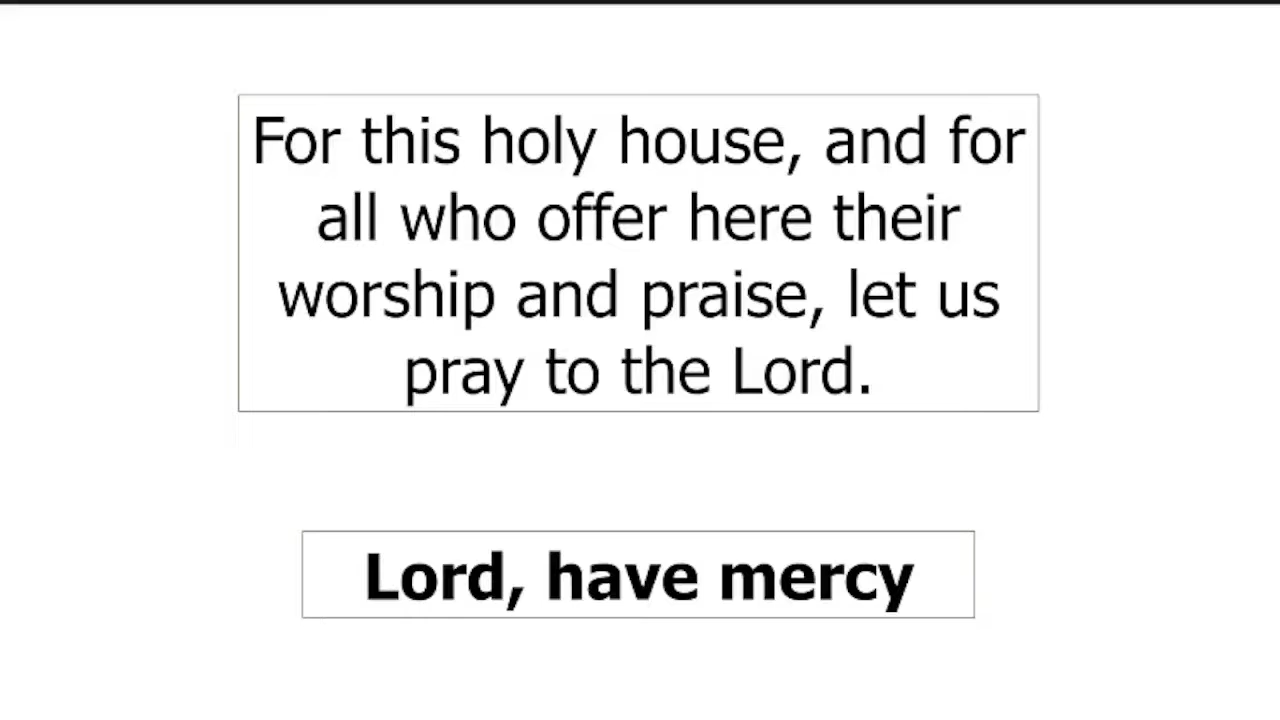 For this holy house, and for
all who offer here their
worship and praise, let us
pray to the Lord.
Lord, have mercy